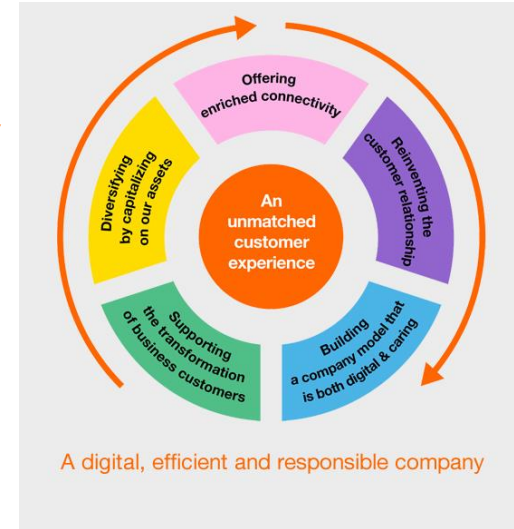 Offering
enriched connectivity
Reinventing the
customer relationship
Building
a company model that
is both digital & caring
Supporting
the transformation
of business customers
Diversifying
by capitalizing
on our assets
An
unmatched
customer
experience
A digital, efficient and responsible company